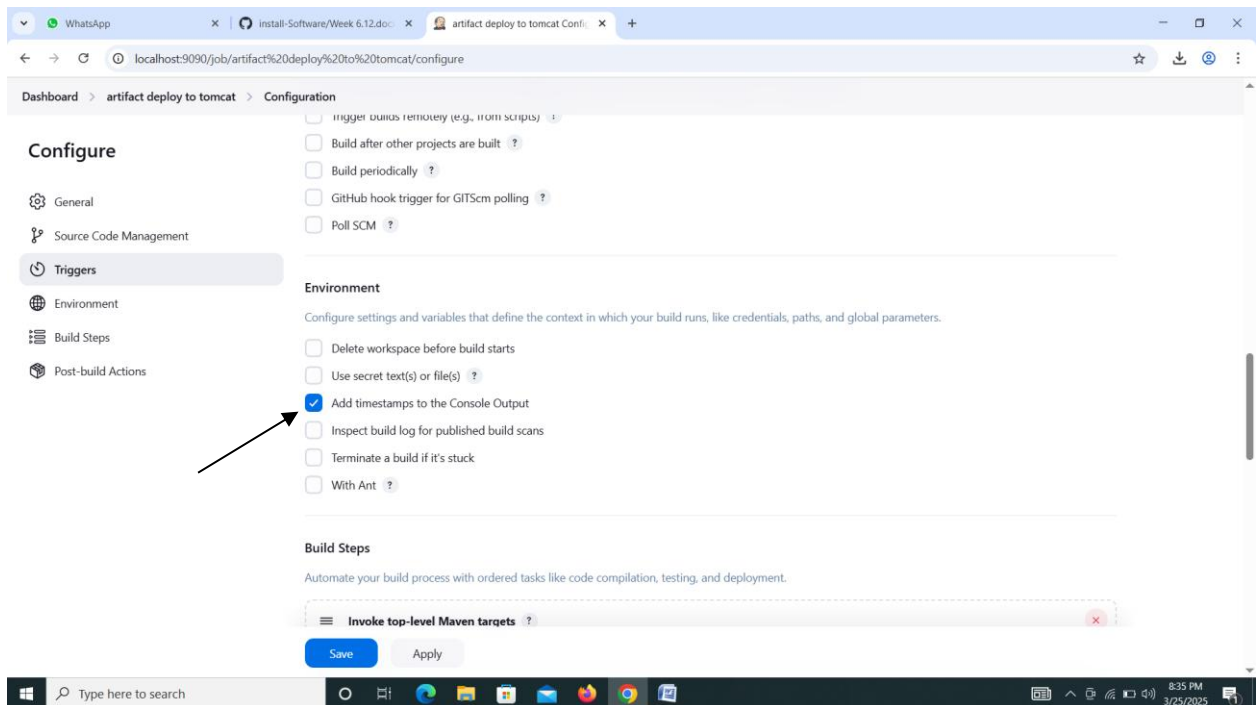 WhatsApp
install-Software/Week 6.12.doc
artifact deploy to tomcat Config
localhost:9090/job/artifact%20deploy%20to%20tomcat/configure
Dashboard > artifact deploy to tomcat > Configuration
Configure
General
Source Code Management
Triggers
Environment
Build Steps
Post-build Actions
Trigger builds remotely (e.g., from scripts) ?
Build after other projects are built ?
Build periodically ?
GitHub hook trigger for GITScm polling ?
Poll SCM ?
Environment
Configure settings and variables that define the context in which your build runs, like credentials, paths, and global parameters.
Delete workspace before build starts
Use secret text(s) or file(s) ?
Add timestamps to the Console Output
Inspect build log for published build scans
Terminate a build if it's stuck
With Ant ?
Build Steps
Automate your build process with ordered tasks like code compilation, testing, and deployment.
Invoke top-level Maven targets ?
Save Apply
Type here to search
8:35 PM
3/25/2025